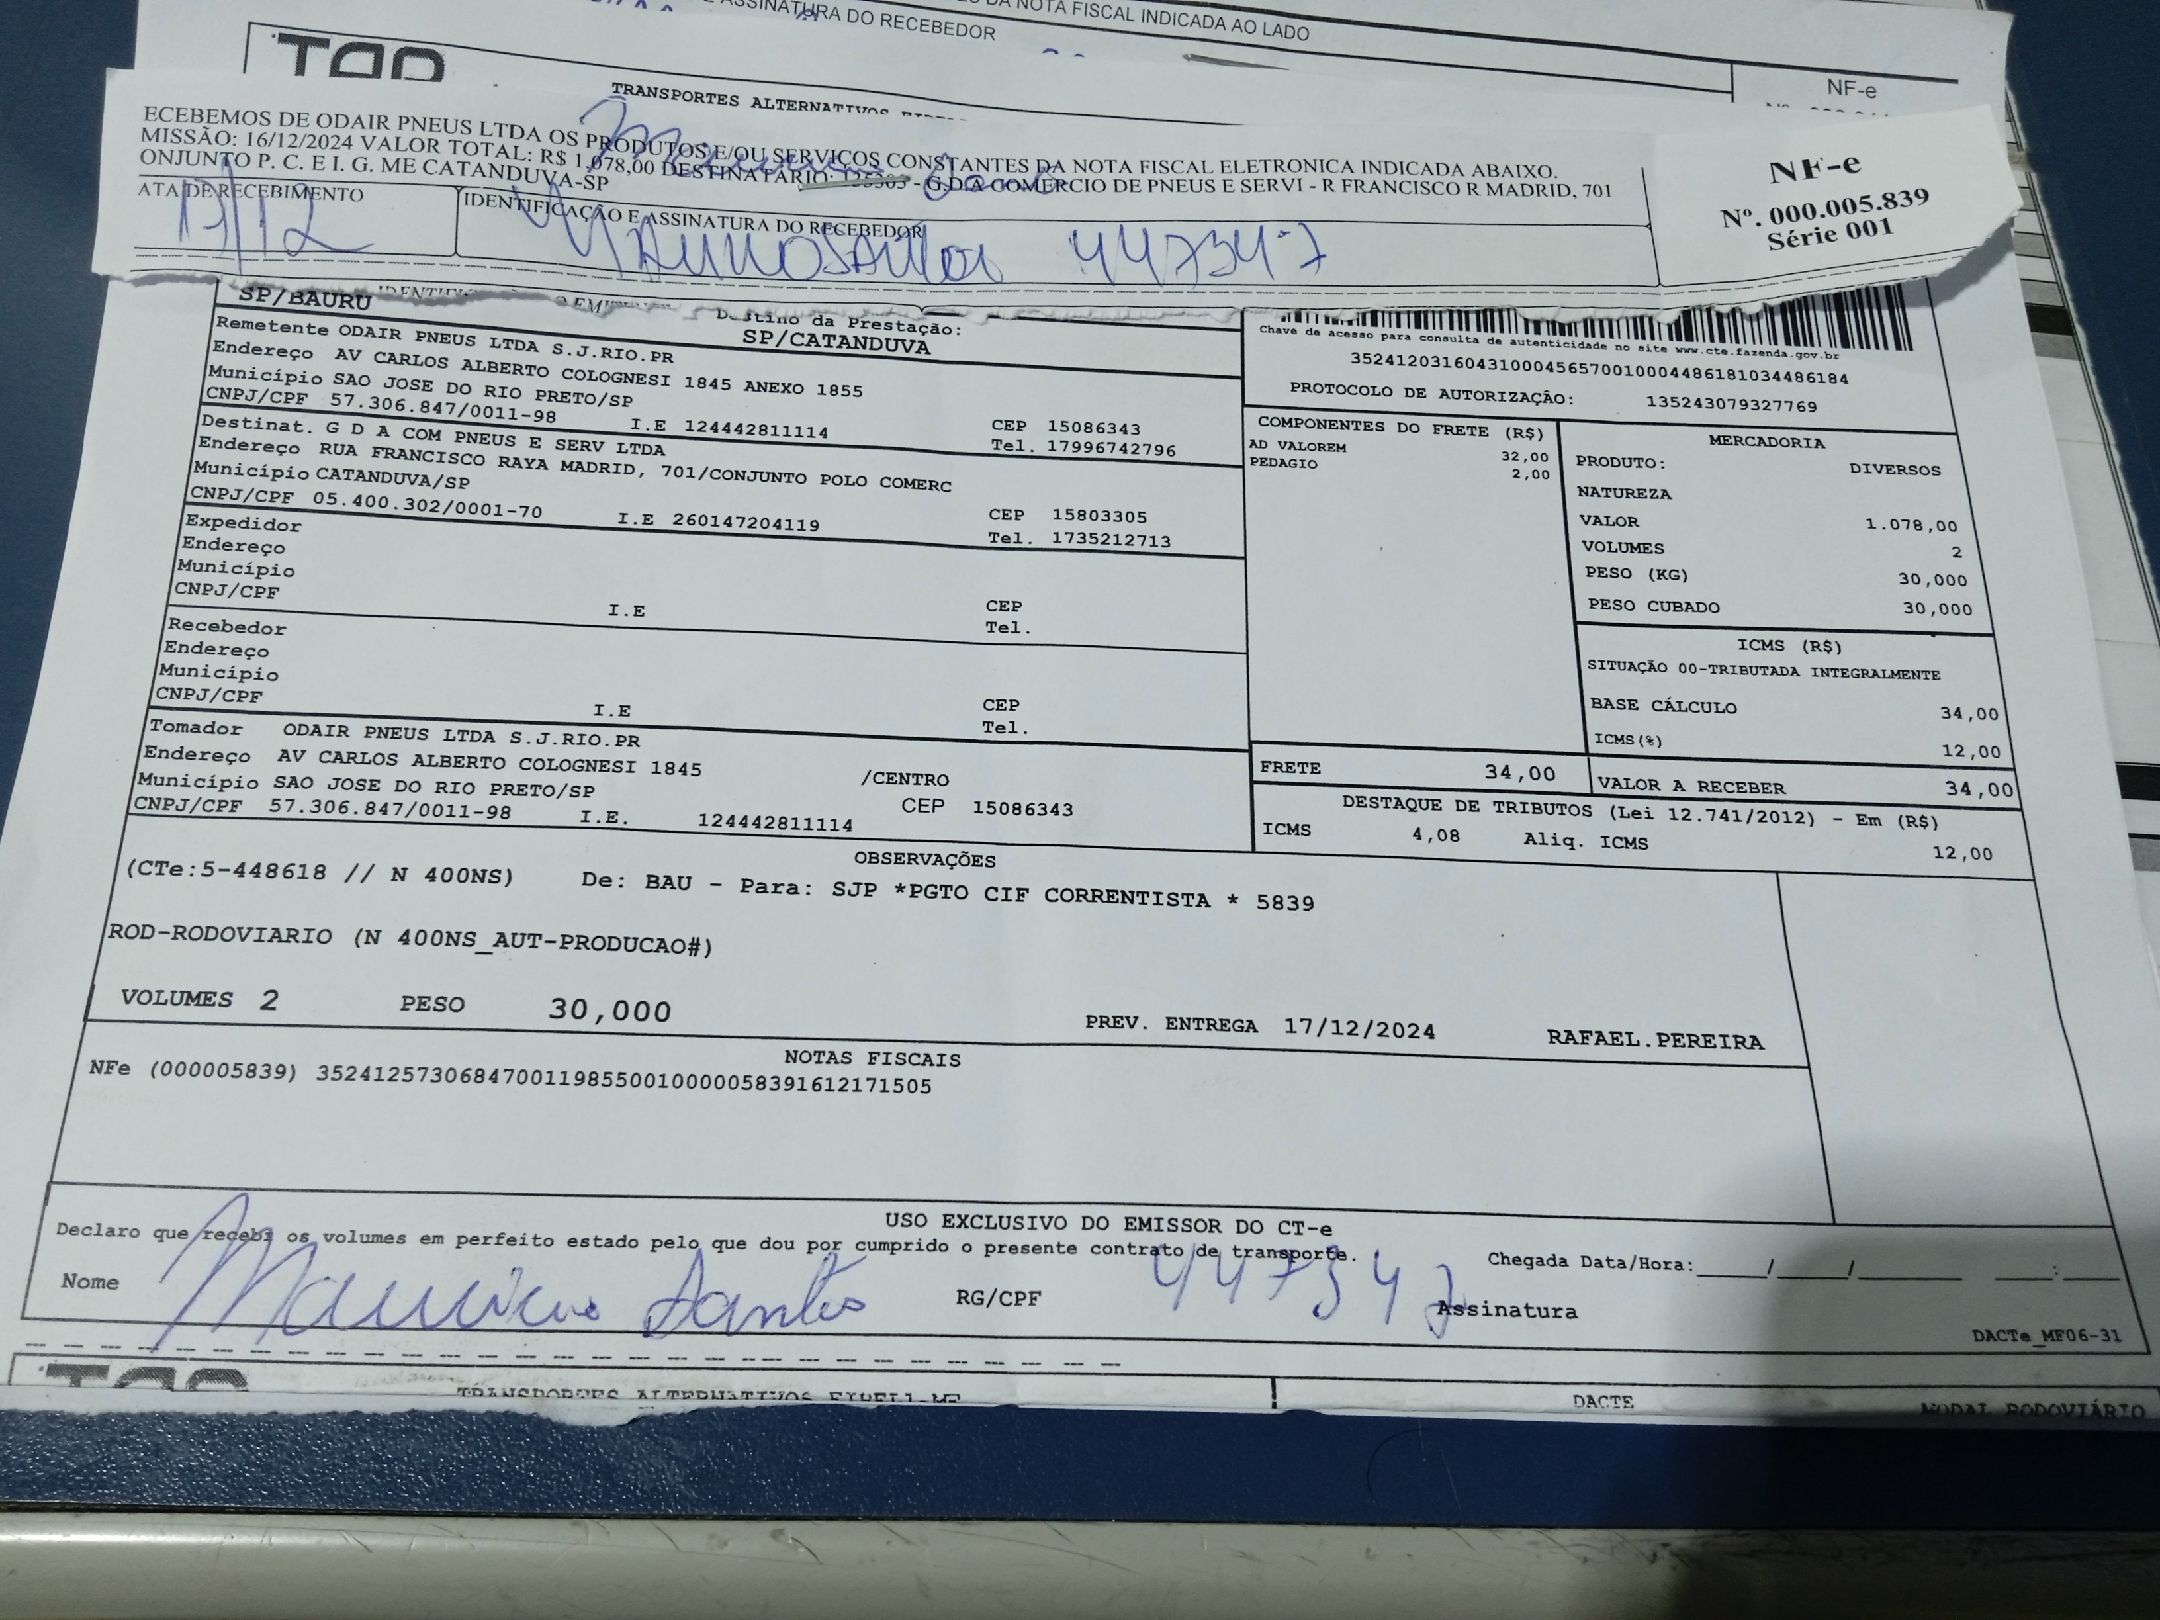 ASSINATURA DO RECEBEDOR
DA NOTA FISCAL INDICADA AO LADO
NF-e
TRANSPORTES ALTERNATIVOS
ECEBEMOS DE ODAIR PNEUS LTDA OS PRODUTOS E/OU SERVIÇOS CONSTANTES DA NOTA FISCAL ELETRONICA INDICADA ABAIXO.
MISSÃO: 16/12/2024 VALOR TOTAL: R$ 1.078,00 DESTINATARIO: - G D A COMERCIO DE PNEUS E SERVI - R FRANCISCO R MADRID, 701
ONJUNTO P. C. E I. G. ME CATANDUVA-SP
NF-e
Nº. 000.005.839
Série 001
ATA DE RECEBIMENTO
17/12
IDENTIFICAÇÃO E ASSINATURA DO RECEBEDOR
447347
SP/BAURU
Destino da Prestação:
SP/CATANDUVA
Remetente ODAIR PNEUS LTDA S.J.RIO.PR
Endereço AV CARLOS ALBERTO COLOGNESI 1845 ANEXO 1855
Município SAO JOSE DO RIO PRETO/SP
CNPJ/CPF 57.306.847/0011-98 I.E 124442811114
CEP 15086343
Tel. 17996742796
Destinat. G D A COM PNEUS E SERV LTDA
Endereço RUA FRANCISCO RAYA MADRID, 701/CONJUNTO POLO COMERC
Município CATANDUVA/SP
CNPJ/CPF 05.400.302/0001-70 I.E 260147204119
CEP 15803305
Tel. 1735212713
Expedidor
Endereço
Município
CNPJ/CPF I.E CEP
Tel.
Recebedor
Endereço
Município
CNPJ/CPF I.E CEP
Tel.
Tomador ODAIR PNEUS LTDA S.J.RIO.PR
Endereço AV CARLOS ALBERTO COLOGNESI 1845 /CENTRO
Município SAO JOSE DO RIO PRETO/SP CEP 15086343
CNPJ/CPF 57.306.847/0011-98 I.E. 124442811114
Chave de acesso para consulta de autenticidade no site www.cte.fazenda.gov.br
35241203160431000456570010004486181034486184
PROTOCOLO DE AUTORIZAÇÃO: 135243079327769
COMPONENTES DO FRETE (R$)
AD VALOREM 32,00
PEDAGIO 2,00
MERCADORIA
PRODUTO: DIVERSOS
NATUREZA
VALOR 1.078,00
VOLUMES 2
PESO (KG) 30,000
PESO CUBADO 30,000
ICMS (R$)
SITUAÇÃO 00-TRIBUTADA INTEGRALMENTE
BASE CÁLCULO 34,00
ICMS(%) 12,00
FRETE 34,00 VALOR A RECEBER 34,00
DESTAQUE DE TRIBUTOS (Lei 12.741/2012) - Em (R$)
ICMS 4,08 Aliq. ICMS 12,00
OBSERVAÇÕES
(CTe:5-448618 // N 400NS) De: BAU - Para: SJP *PGTO CIF CORRENTISTA * 5839
ROD-RODOVIARIO (N 400NS_AUT-PRODUCAO#)
VOLUMES 2 PESO 30,000 PREV. ENTREGA 17/12/2024 RAFAEL.PEREIRA
NOTAS FISCAIS
NFe (000005839) 35241257306847001198550010000058391612171505
USO EXCLUSIVO DO EMISSOR DO CT-e
Declaro que recebi os volumes em perfeito estado pelo que dou por cumprido o presente contrato de transporte.
Chegada Data/Hora:____/____/____ ___:___
Nome Mauricio Santos RG/CPF 447347 Assinatura
DACTe_MF06-31
TRANSPORTES ALTERNATIVOS EIRELI-ME
DACTE
MODAL RODOVIÁRIO